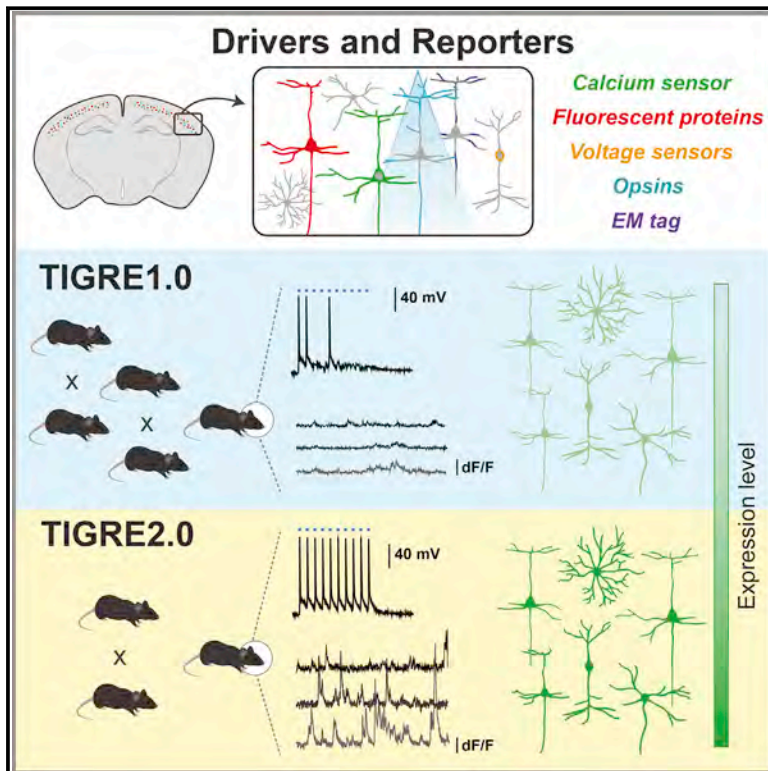 Drivers and Reporters
Calcium sensor
Fluorescent proteins
Voltage sensors
Opsins
EM tag
TIGRE1.0
40 mV
x
x
dF/F
TIGRE2.0
40 mV
x
dF/F
Expression level